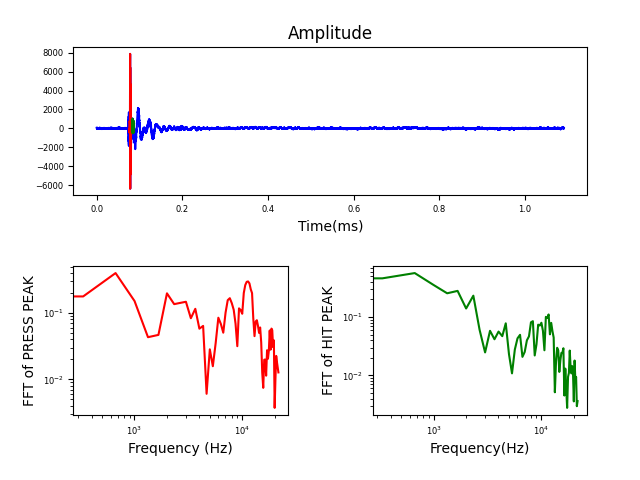 Amplitude
8000
6000
4000
2000
0
−2000
−4000
−6000
0.0 0.2 0.4 0.6 0.8 1.0
Time(ms)
FFT of PRESS PEAK
10⁻¹
10⁻²
10³ 10⁴
Frequency (Hz)
FFT of HIT PEAK
10⁻¹
10⁻²
10³ 10⁴
Frequency(Hz)